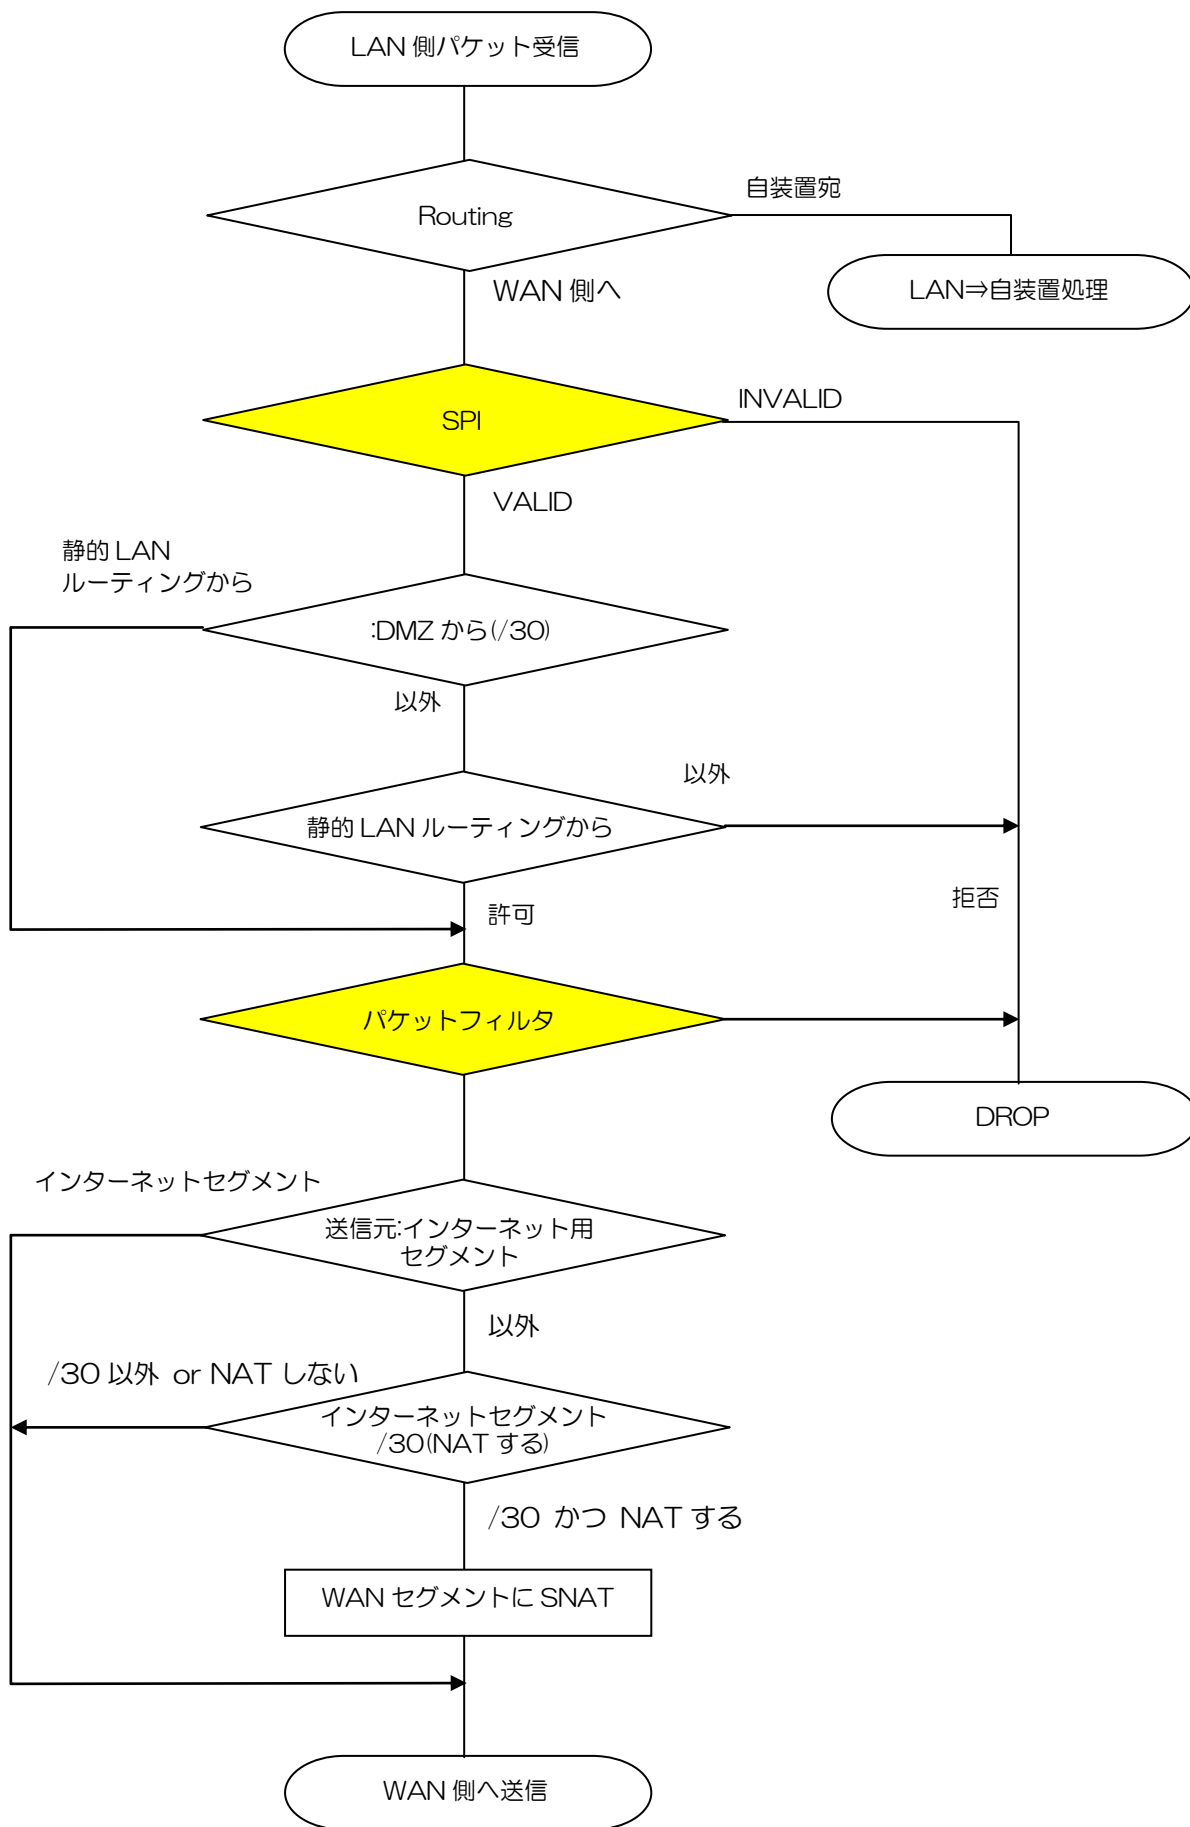 LAN 側パケット受信
Routing
自装置宛
WAN 側へ
LAN⇒自装置処理
SPI
INVALID
VALID
静的 LAN
ルーティングから
:DMZ から(/30)
以外
以外
静的 LAN ルーティングから
許可
拒否
パケットフィルタ
DROP
インターネットセグメント
送信元:インターネット用
セグメント
以外
/30 以外 or NAT しない
インターネットセグメント
/30(NAT する)
/30 かつ NAT する
WAN セグメントに SNAT
WAN 側へ送信